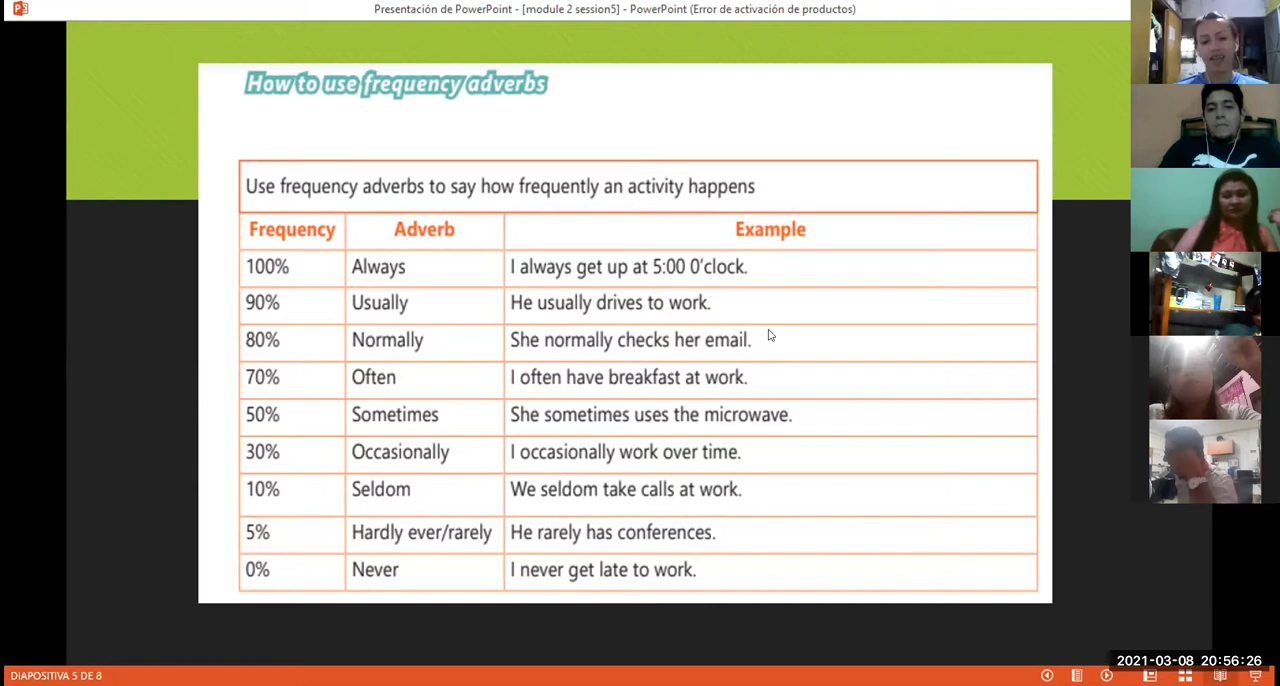 Presentación de PowerPoint - [module 2 session5] - PowerPoint (Error de activación de productos)
How to use frequency adverbs
Use frequency adverbs to say how frequently an activity happens
Frequency Adverb Example
100% Always I always get up at 5:00 0'clock.
90% Usually He usually drives to work.
80% Normally She normally checks her email.
70% Often I often have breakfast at work.
50% Sometimes She sometimes uses the microwave.
30% Occasionally I occasionally work over time.
10% Seldom We seldom take calls at work.
5% Hardly ever/rarely He rarely has conferences.
0% Never I never get late to work.
2021-03-08 20:56:26
DIAPOSITIVA 5 DE 8